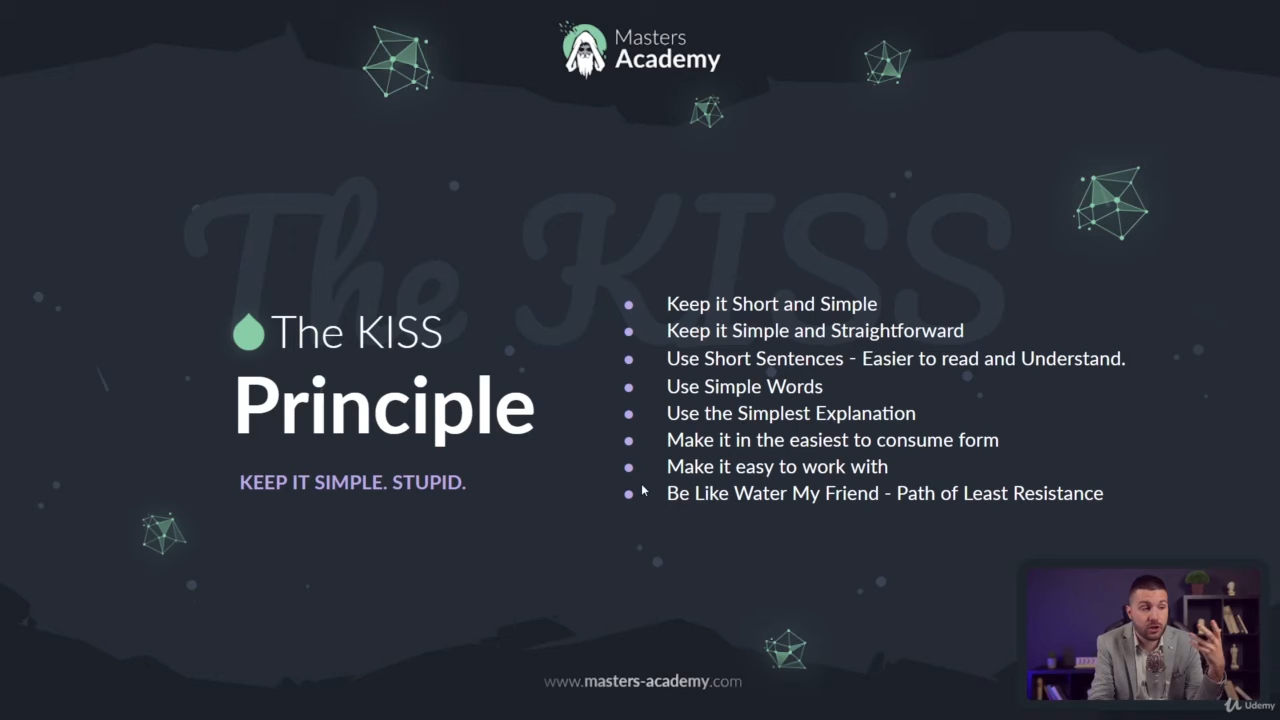 Masters
Academy
The KISS
The KISS
Principle
KEEP IT SIMPLE. STUPID.
Keep it Short and Simple
Keep it Simple and Straightforward
Use Short Sentences - Easier to read and Understand.
Use Simple Words
Use the Simplest Explanation
Make it in the easiest to consume form
Make it easy to work with
Be Like Water My Friend - Path of Least Resistance
www.masters-academy.com
Udemy